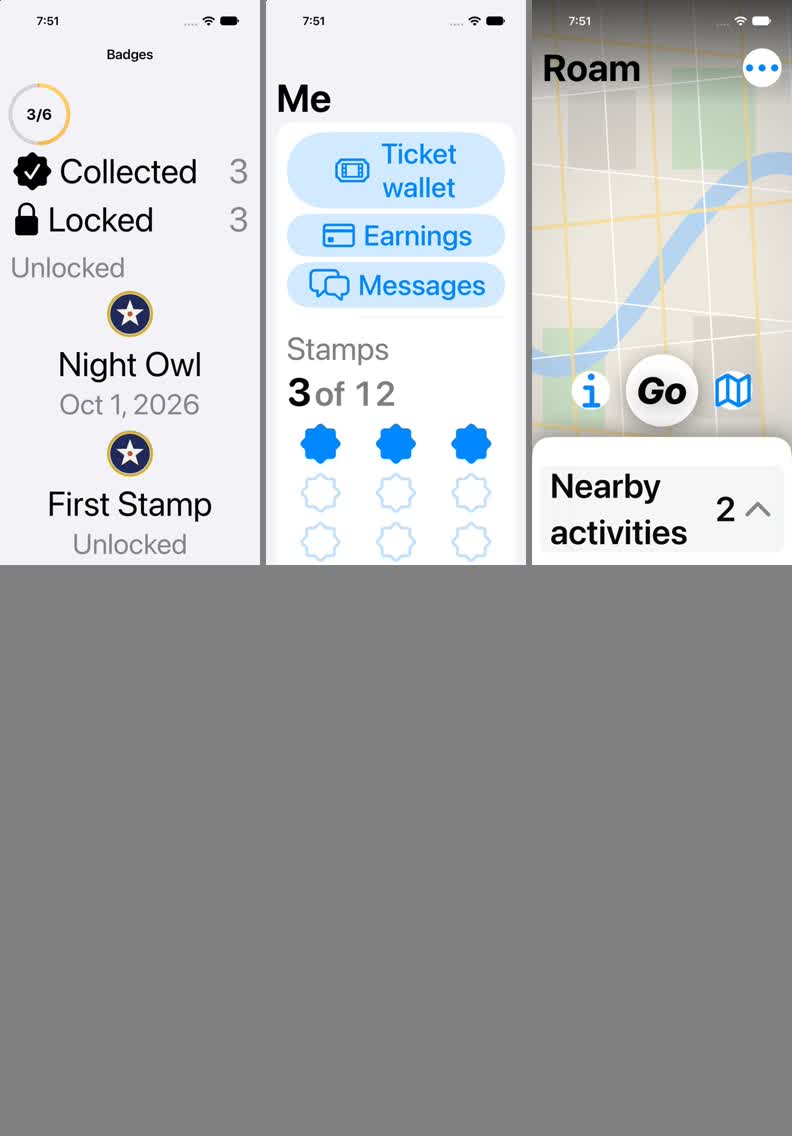 7:51
Badges
3/6
Collected 3
Locked 3
Unlocked
Night Owl
Oct 1, 2026
First Stamp
Unlocked
7:51
Me
Ticket
wallet
Earnings
Messages
Stamps
3 of 12
7:51
Roam
Go
Nearby
activities
2